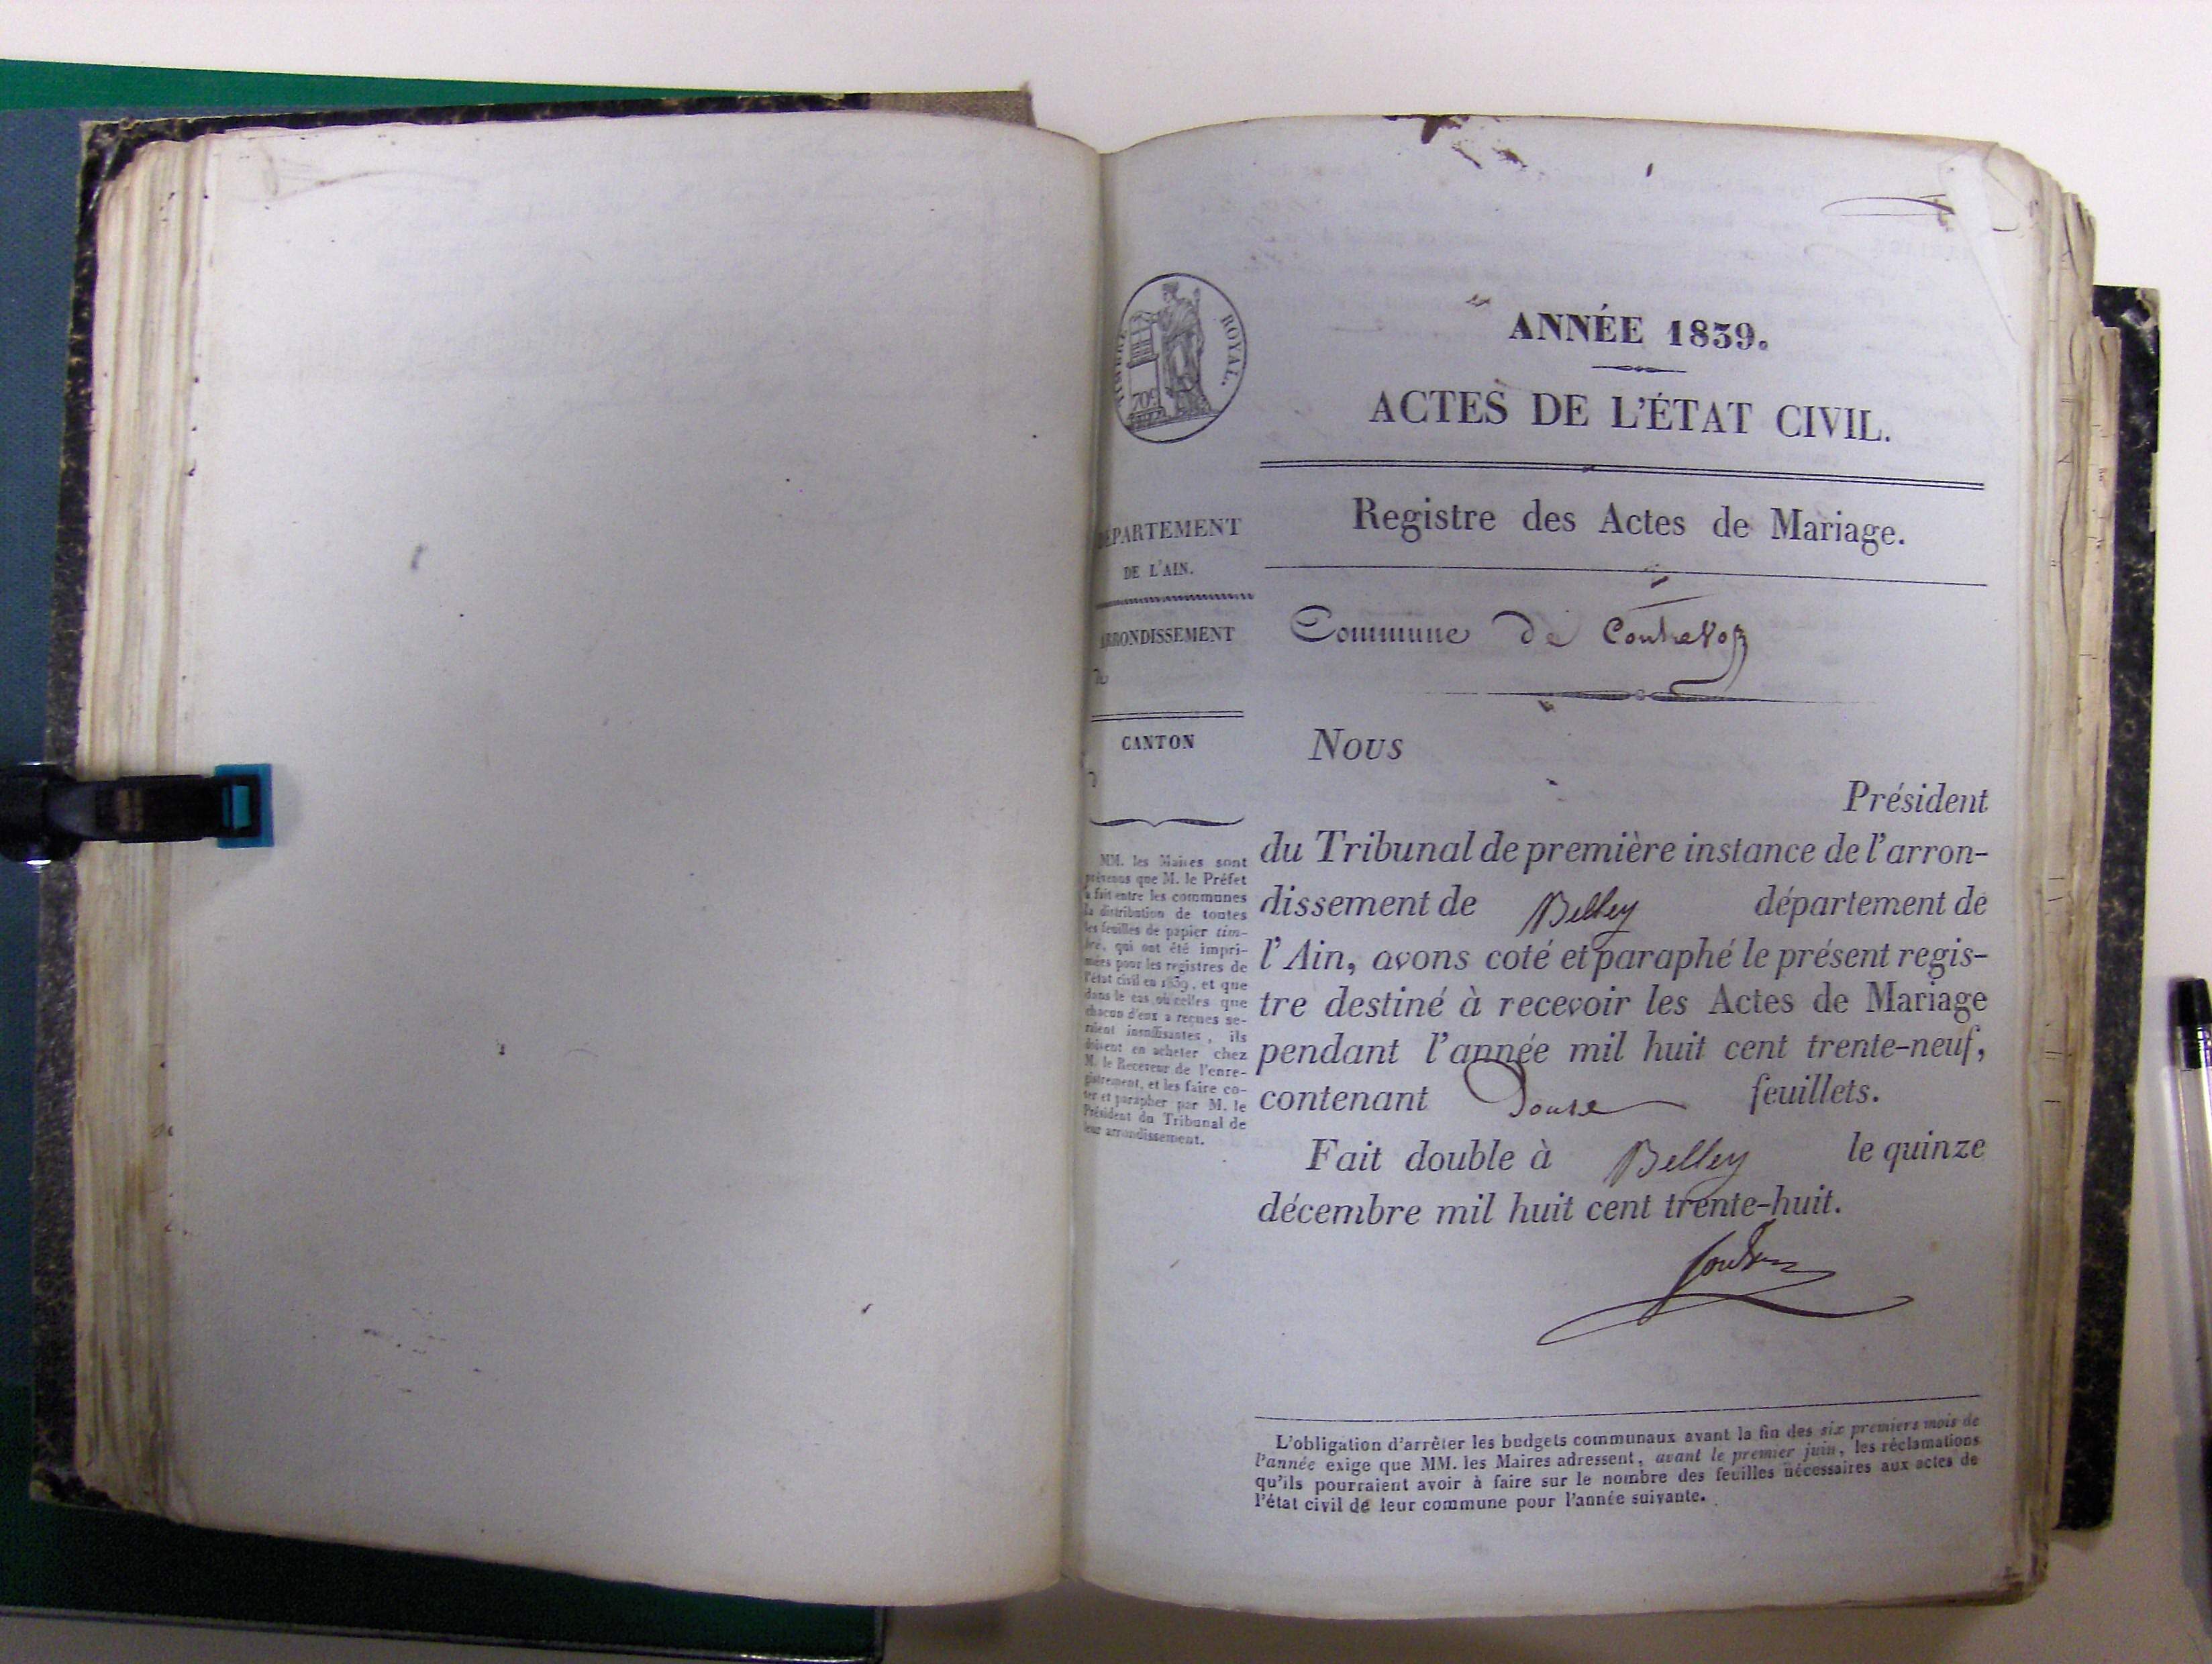 TIMBRE ROYAL.
709
ANNÉE 1839.
ACTES DE L'ÉTAT CIVIL.
Registre des Actes de Mariage.
Commune de Contrevoz
DÉPARTEMENT
DE L'AIN.
ARRONDISSEMENT
de
CANTON
MM. les Maires sont
prévenus que M. le Préfet
a fait entre les communes
la distribution de toutes
les feuilles de papier tim-
bré, qui ont été impri-
mées pour les registres de
l'état civil en 1839, et que
dans le cas où celles que
chacun d'eux a reçues se-
raient insuffisantes, ils
doivent en acheter chez
M. le Receveur de l'enre-
gistrement, et les faire co-
ter et parapher par M. le
Président du Tribunal de
leur arrondissement.
Nous
Président
du Tribunal de première instance de l'arron-
dissement de Belley département de
l'Ain, avons coté et paraphé le présent regis-
tre destiné à recevoir les Actes de Mariage
pendant l'année mil huit cent trente-neuf,
contenant Douze feuillets.
Fait double à Belley le quinze
décembre mil huit cent trente-huit.
L'obligation d'arrêter les budgets communaux avant la fin des six premiers mois de
l'année exige que MM. les Maires adressent, avant le premier juin, les réclamations
qu'ils pourraient avoir à faire sur le nombre des feuilles nécessaires aux actes de
l'état civil de leur commune pour l'année suivante.